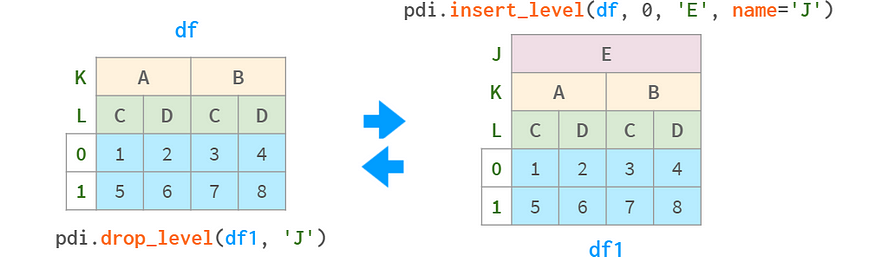 df
K A B
L C D C D
0 1 2 3 4
1 5 6 7 8
pdi.drop_level(df1, 'J')
pdi.insert_level(df, 0, 'E', name='J')
J E
K A B
L C D C D
0 1 2 3 4
1 5 6 7 8
df1